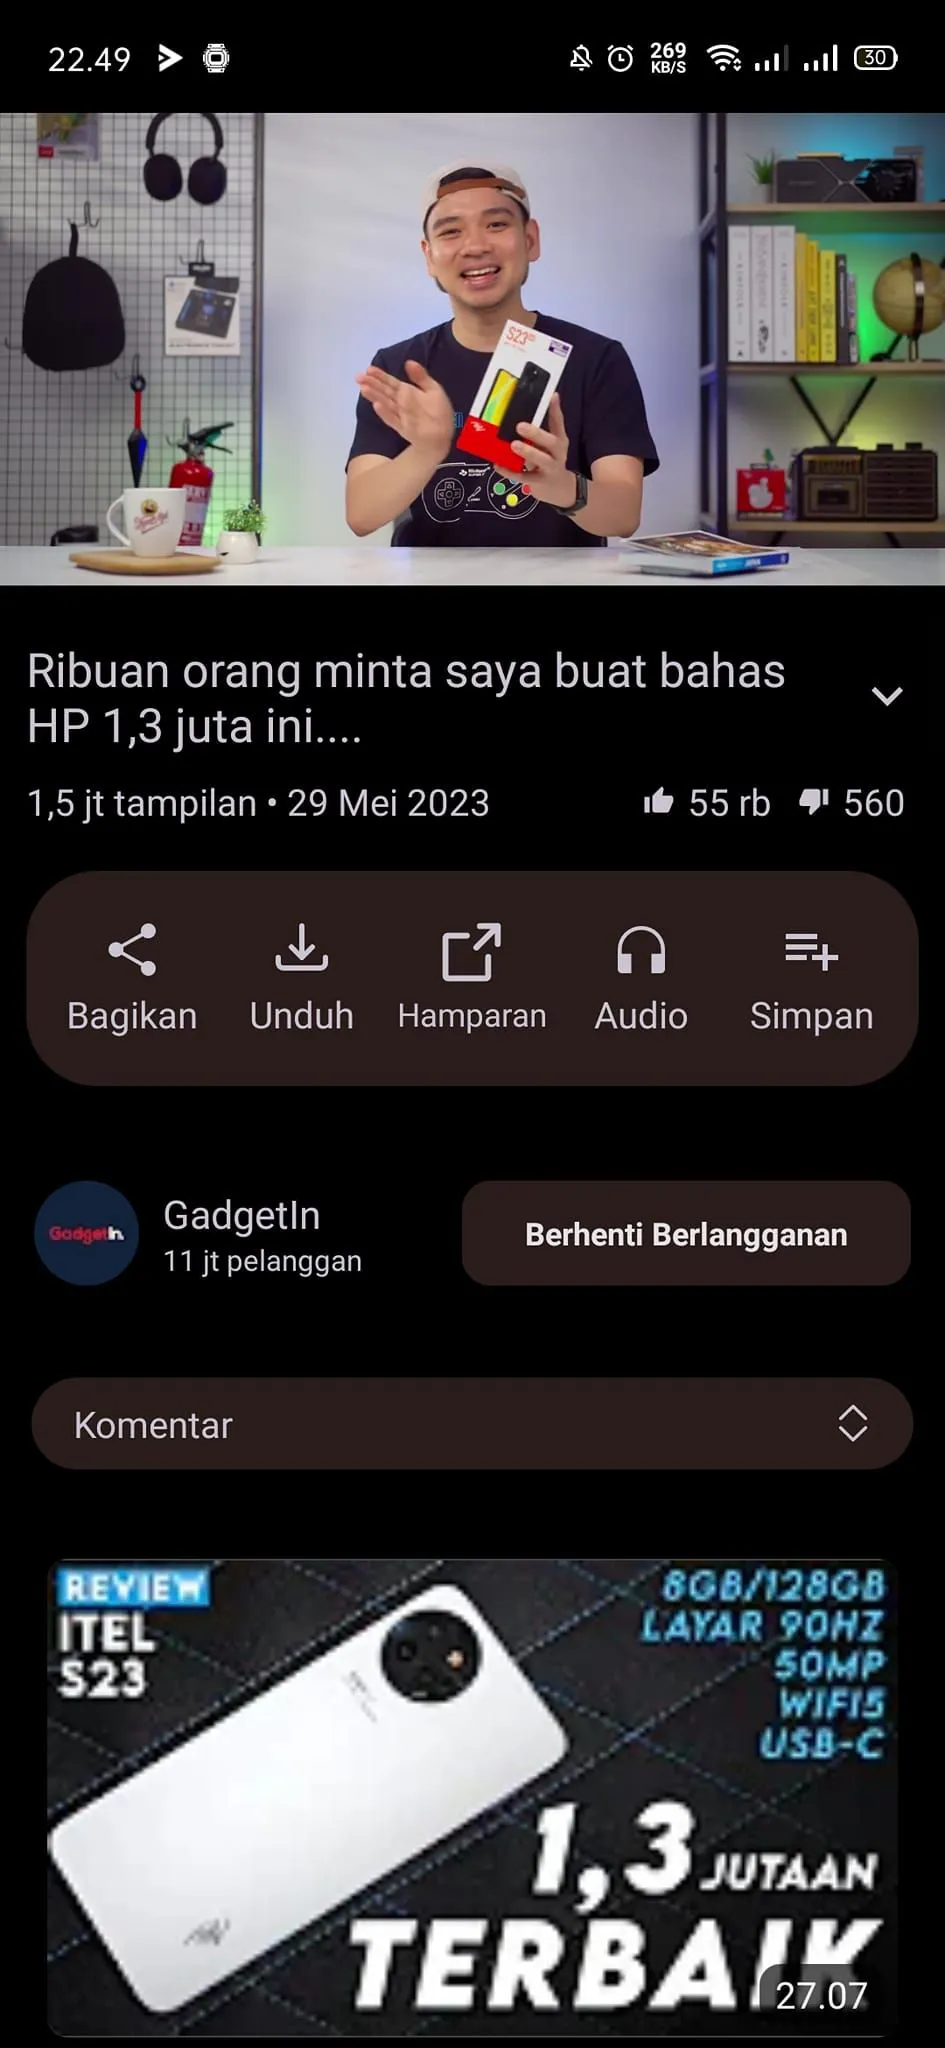 22.49
269
KB/S
30
S23
Ribuan orang minta saya buat bahas
HP 1,3 juta ini....
1,5 jt tampilan • 29 Mei 2023
55 rb
560
Bagikan
Unduh
Hamparan
Audio
Simpan
GadgetIn
GadgetIn
11 jt pelanggan
Berhenti Berlangganan
Komentar
REVIEW
ITEL
S23
8GB/128GB
LAYAR 90HZ
50MP
WIFI5
USB-C
1,3 JUTAAN
TERBAIK
27.07